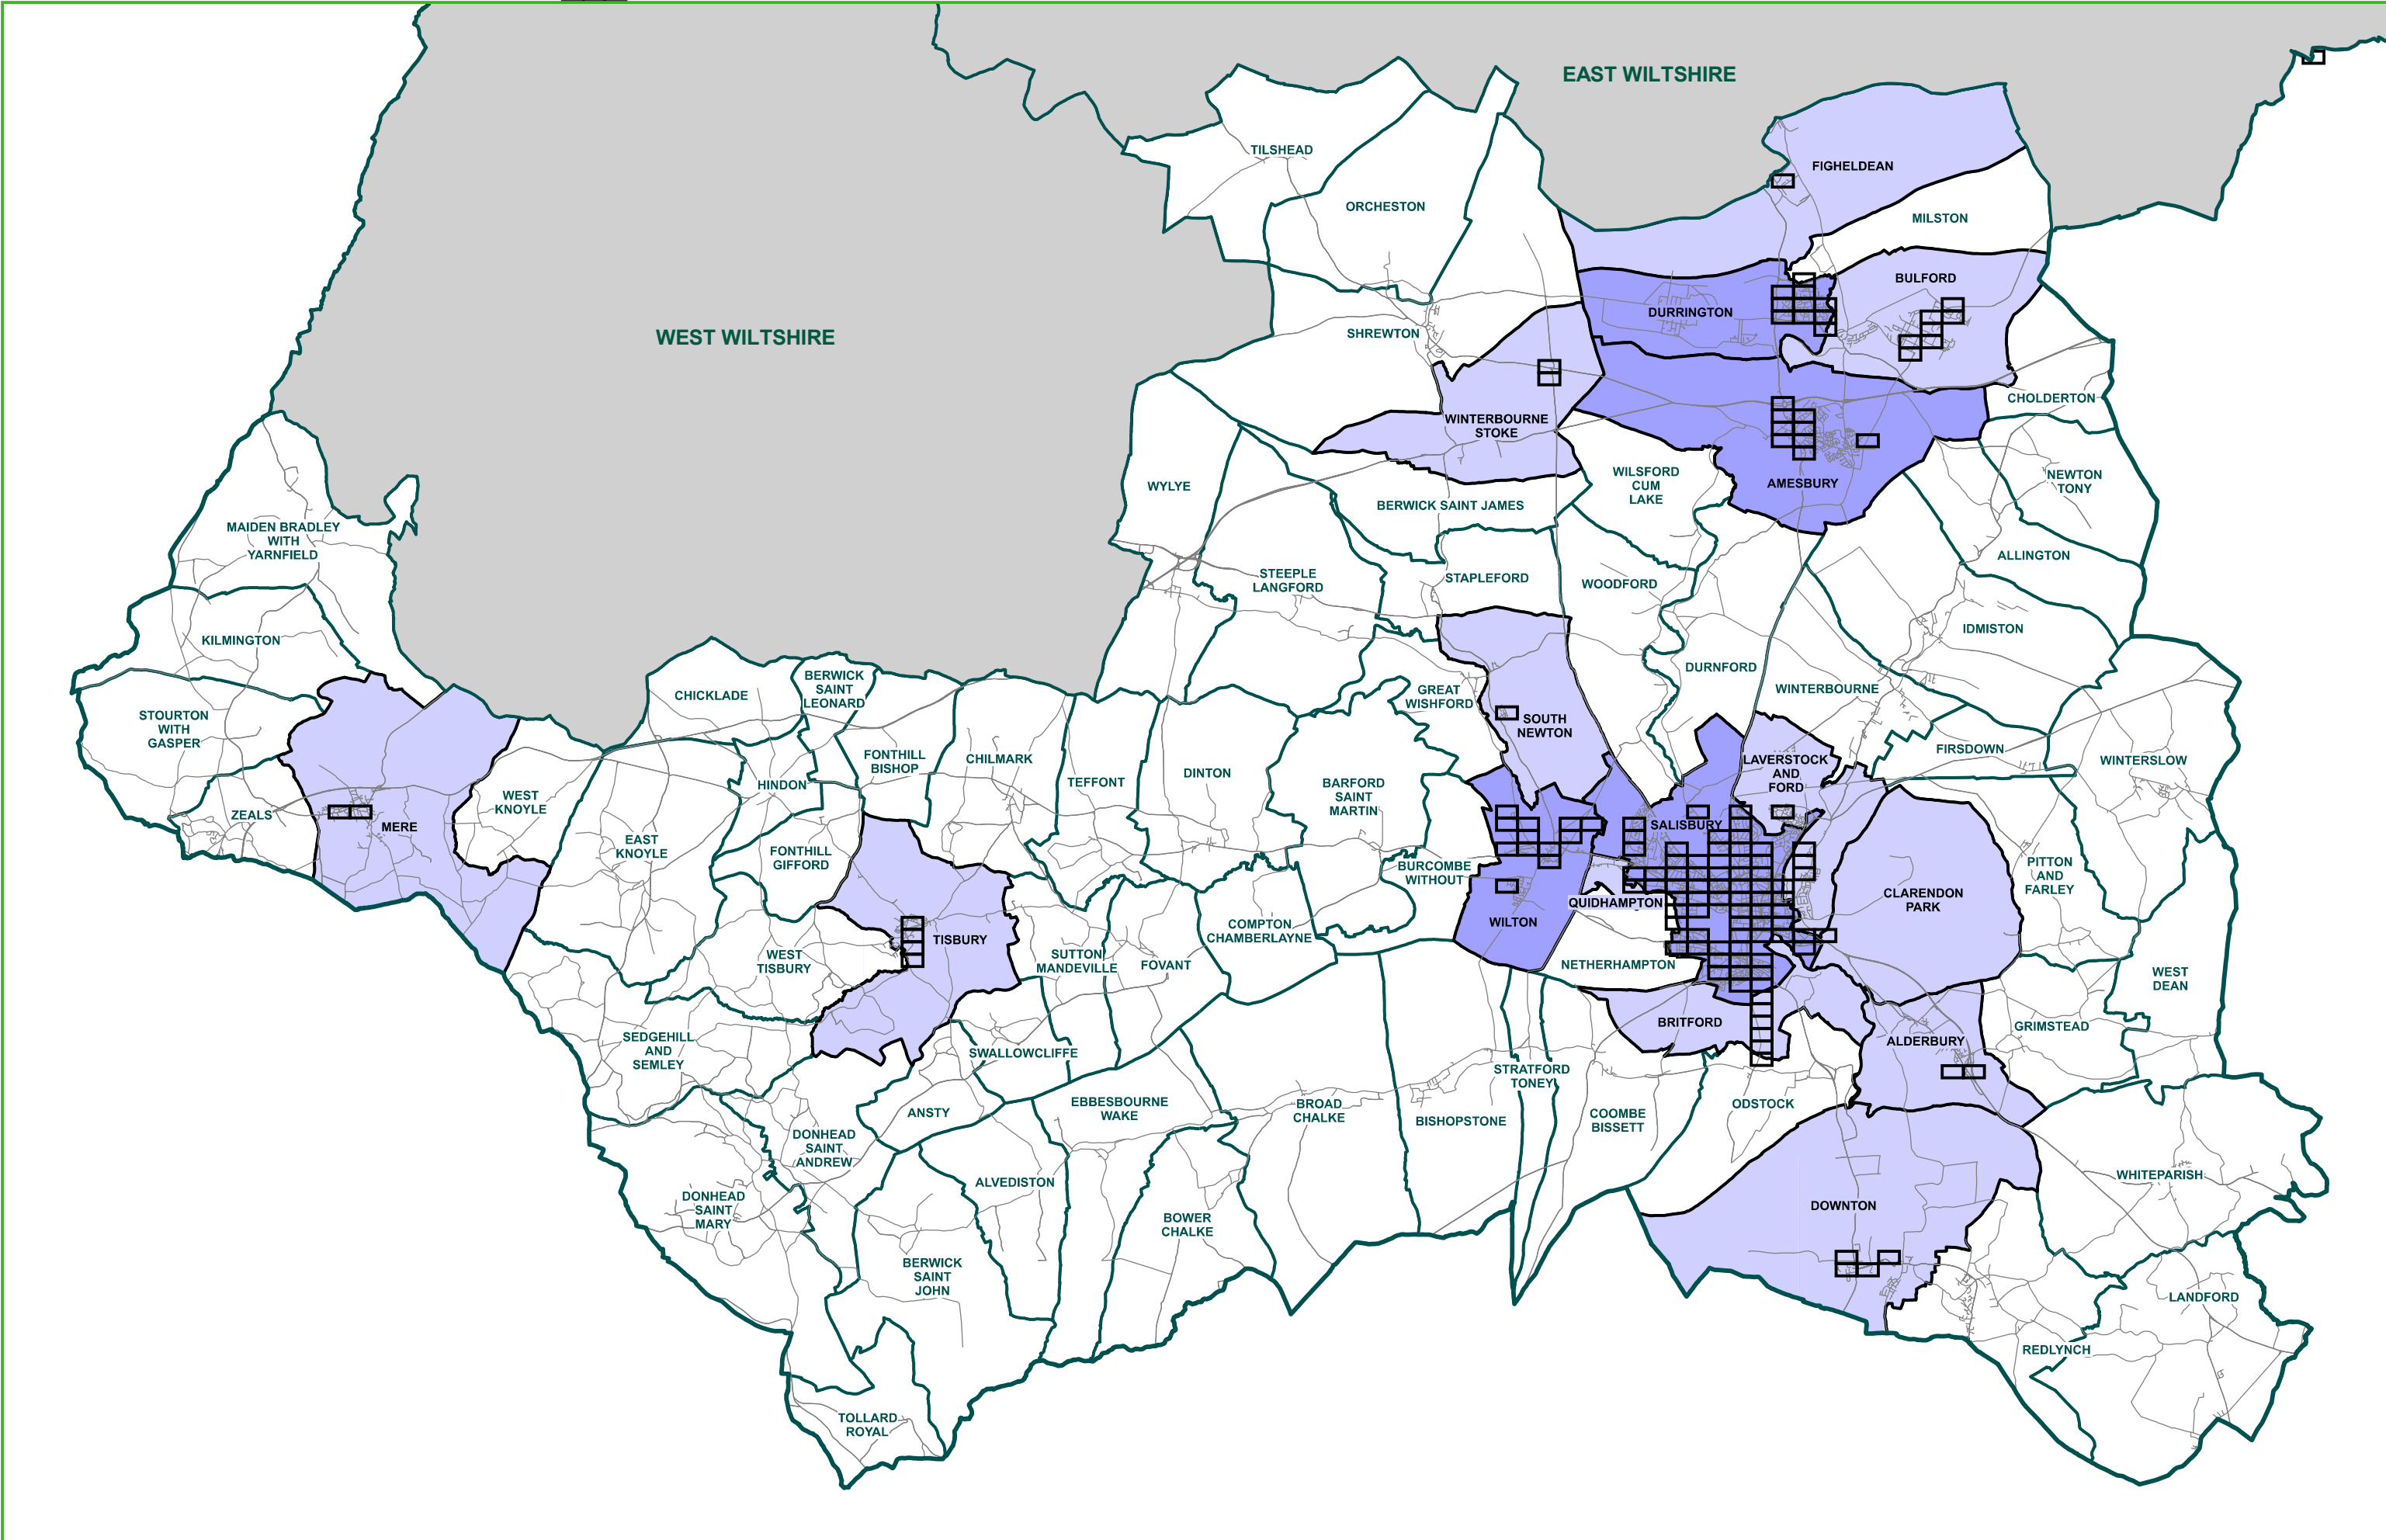 EAST WILTSHIRE
TILSHEAD
FIGHELDEAN
ORCHESTON
MILSTON
BULFORD
DURRINGTON
WEST WILTSHIRE
SHREWTON
CHOLDERTON
WINTERBOURNE
STOKE
WYLYE
WILSFORD
CUM
LAKE
AMESBURY
NEWTON
TONY
BERWICK SAINT JAMES
MAIDEN BRADLEY
WITH
YARNFIELD
ALLINGTON
STEEPLE
LANGFORD
STAPLEFORD
WOODFORD
KILMINGTON
IDMISTON
DURNFORD
CHICKLADE
BERWICK
SAINT
LEONARD
GREAT
WISHFORD
WINTERBOURNE
STOURTON
WITH
GASPER
SOUTH
NEWTON
FIRSDOWN
FONTHILL
BISHOP
CHILMARK
LAVERSTOCK
AND
FORD
WINTERSLOW
HINDON
TEFFONT
DINTON
BARFORD
SAINT
MARTIN
WEST
KNOYLE
ZEALS
MERE
SALISBURY
EAST
KNOYLE
FONTHILL
GIFFORD
BURCOMBE
WITHOUT
PITTON
AND
FARLEY
QUIDHAMPTON
CLARENDON
PARK
WILTON
COMPTON
CHAMBERLAYNE
TISBURY
WEST
TISBURY
SUTTON
MANDEVILLE
FOVANT
NETHERHAMPTON
WEST
DEAN
BRITFORD
GRIMSTEAD
SEDGEHILL
AND
SEMLEY
ALDERBURY
SWALLOWCLIFFE
STRATFORD
TONEY
EBBESBOURNE
WAKE
BROAD
CHALKE
ANSTY
BISHOPSTONE
COOMBE
BISSETT
ODSTOCK
DONHEAD
SAINT
ANDREW
ALVEDISTON
WHITEPARISH
DONHEAD
SAINT
MARY
DOWNTON
BOWER
CHALKE
BERWICK
SAINT
JOHN
LANDFORD
REDLYNCH
TOLLARD
ROYAL